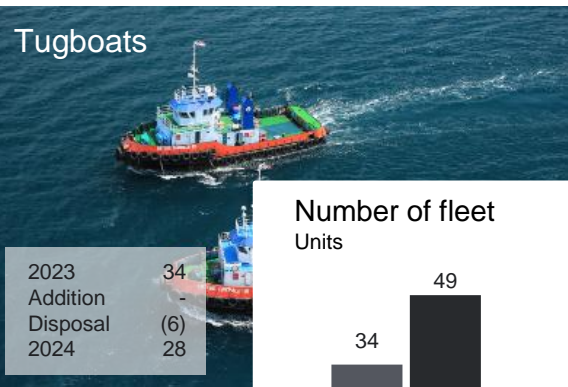 Tugboats
2023 34
Addition -
Disposal (6)
2024 28
Number of fleet
Units
49
34